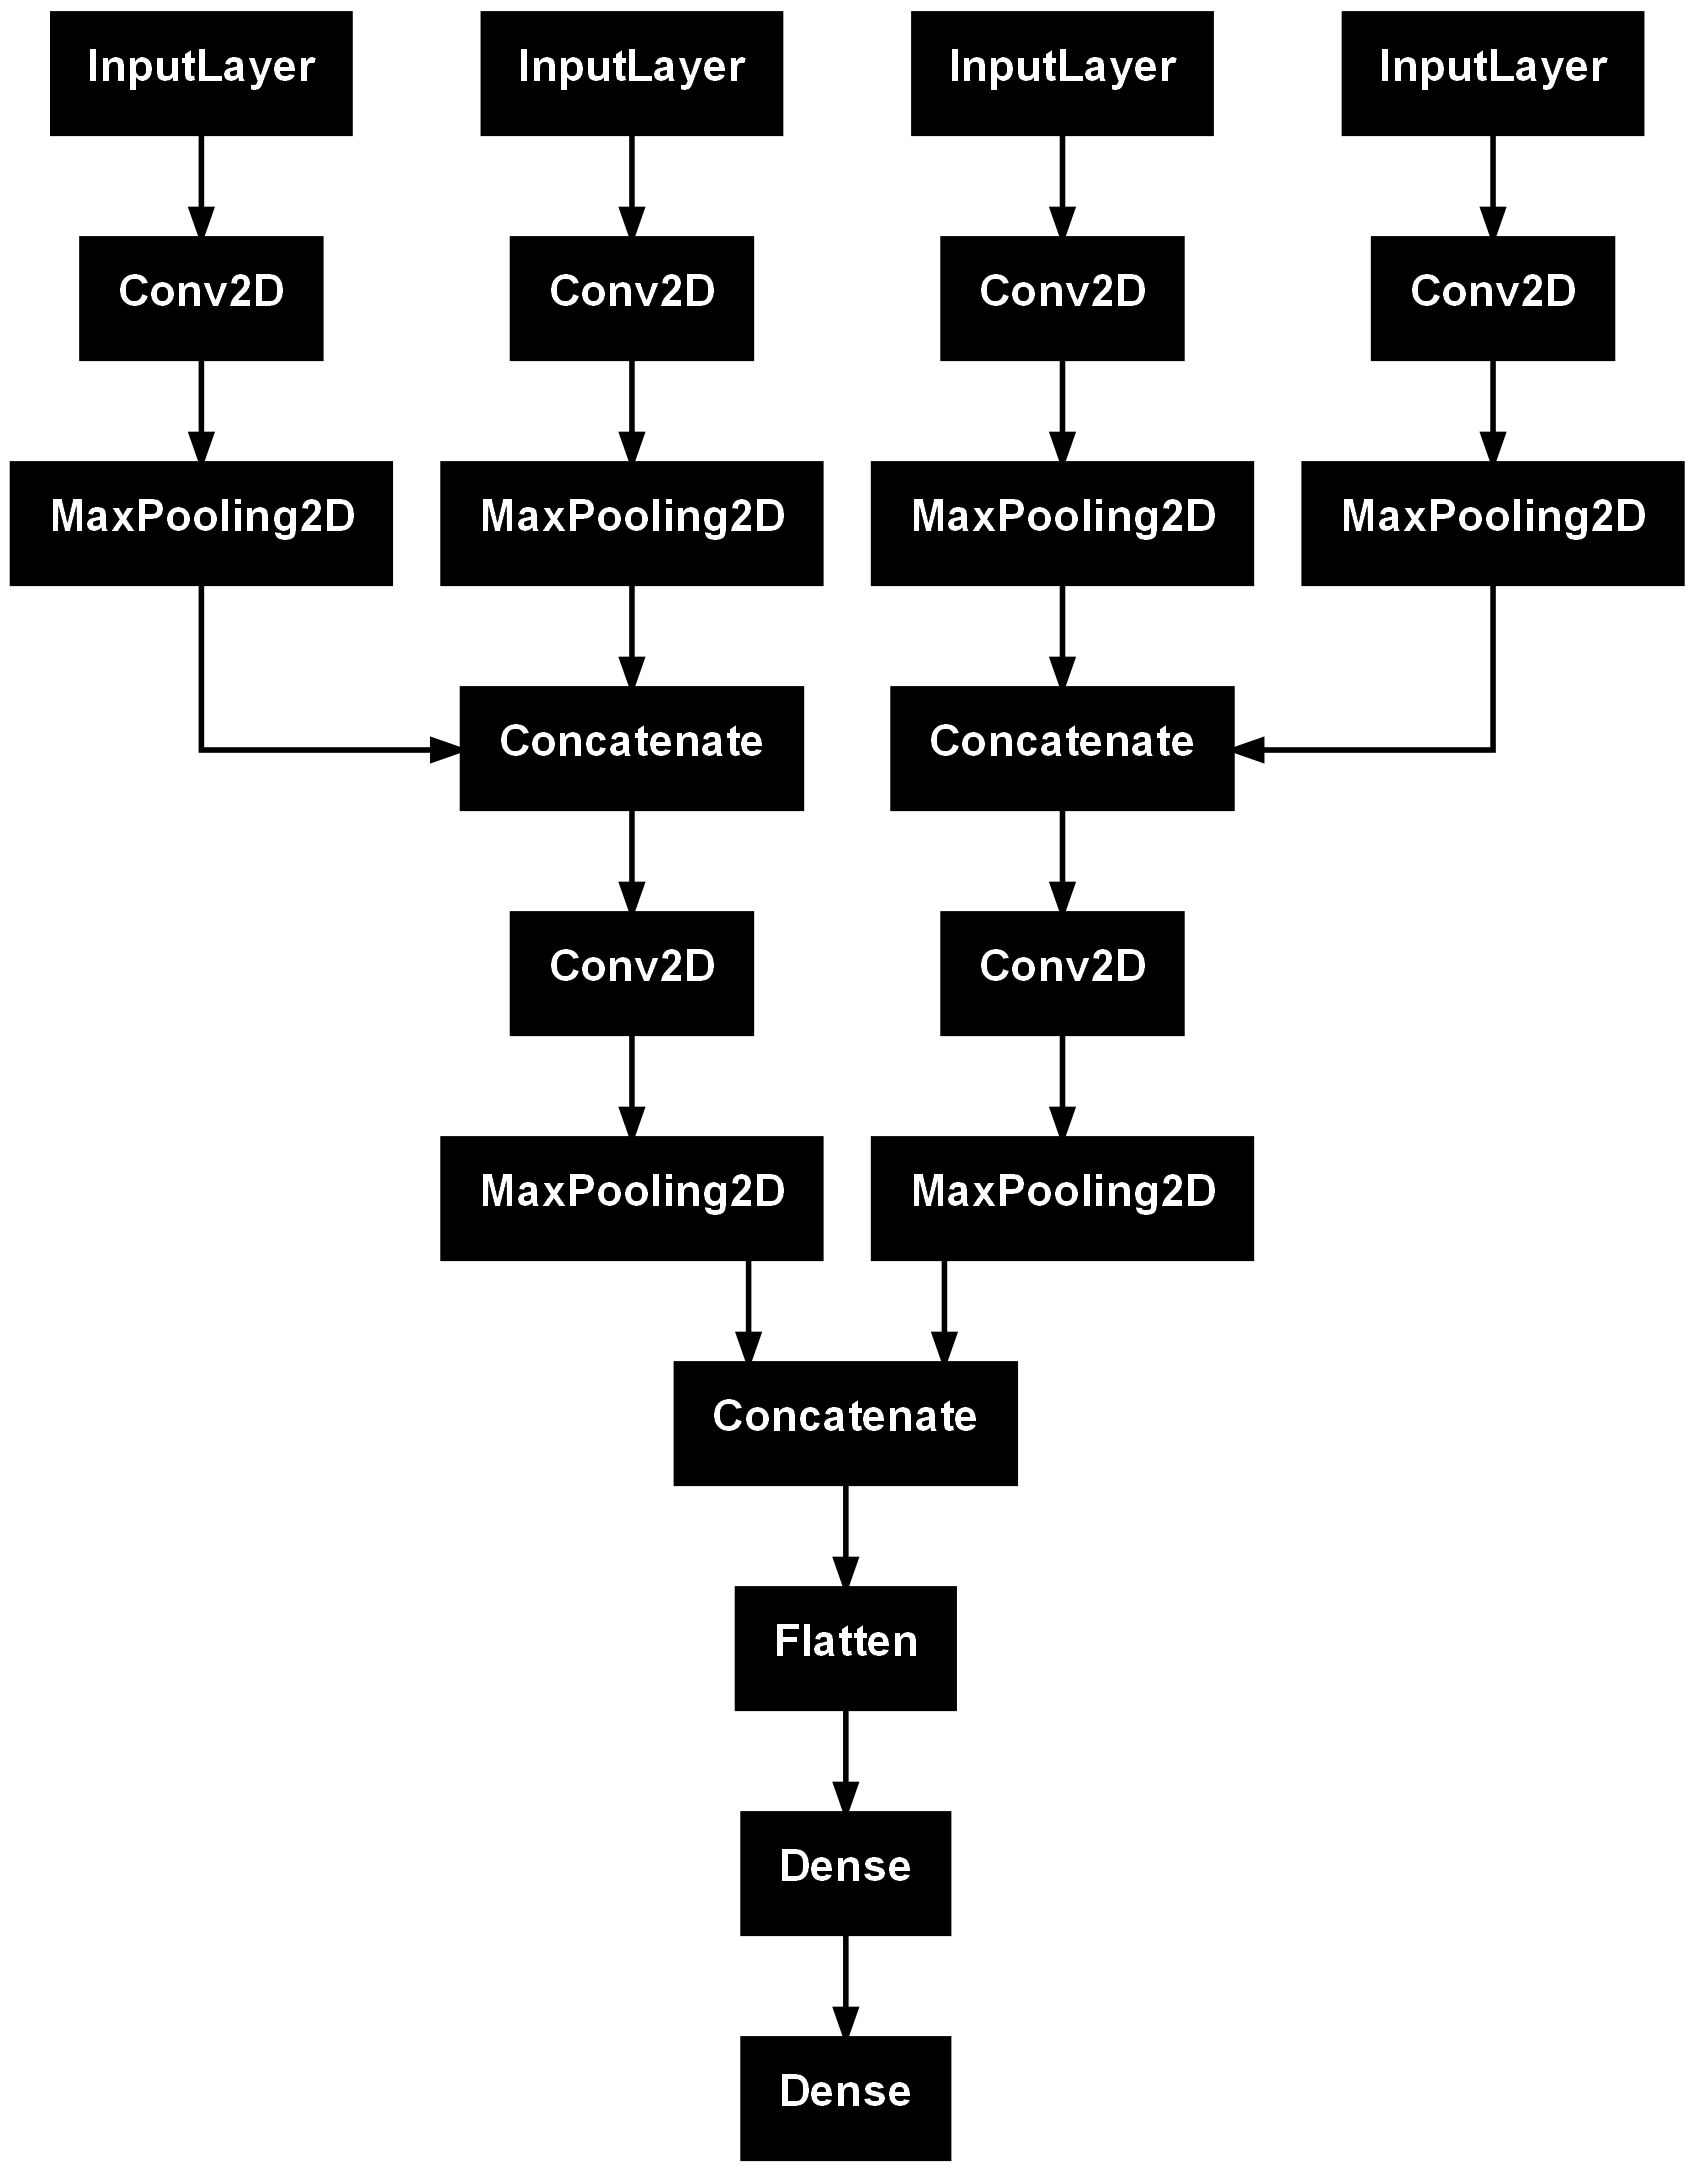 InputLayer
InputLayer
InputLayer
InputLayer
Conv2D
Conv2D
Conv2D
Conv2D
MaxPooling2D
MaxPooling2D
MaxPooling2D
MaxPooling2D
Concatenate
Concatenate
Conv2D
Conv2D
MaxPooling2D
MaxPooling2D
Concatenate
Flatten
Dense
Dense